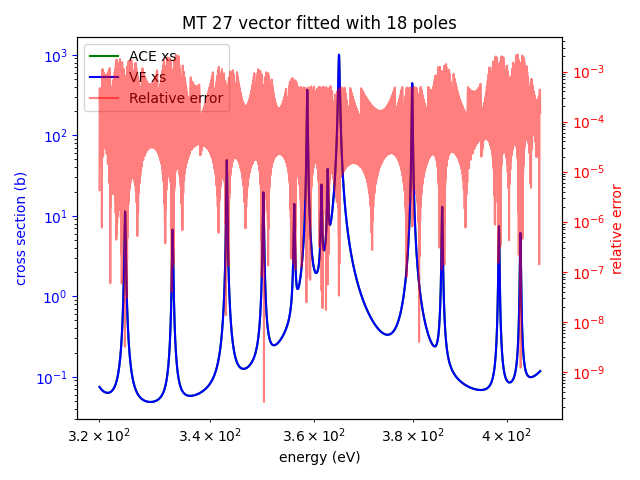 MT 27 vector fitted with 18 poles
ACE xs
VF xs
Relative error
cross section (b)
10³
10²
10¹
10⁰
10⁻¹
10⁻³
10⁻⁴
10⁻⁵
10⁻⁶
10⁻⁷
10⁻⁸
10⁻⁹
relative error
3.2 × 10²
3.4 × 10²
3.6 × 10²
3.8 × 10²
4 × 10²
energy (eV)